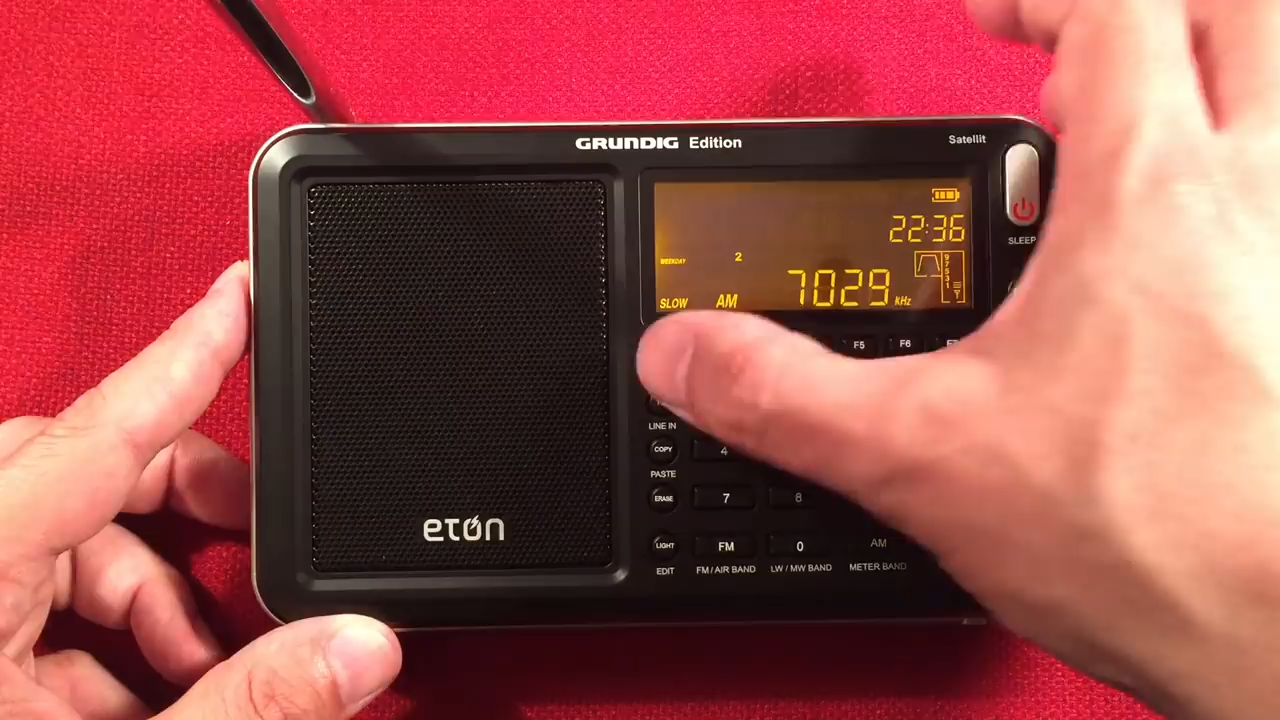 GRUNDIG Edition
Satellit
22:36
WEEKDAY
2
97531
SLOW AM 7029 KHz
SLEEP
F5 F6
LINE IN
COPY 4
PASTE
ERASE 7 8
LIGHT FM 0 AM
EDIT FM / AIR BAND LW / MW BAND METER BAND
etón